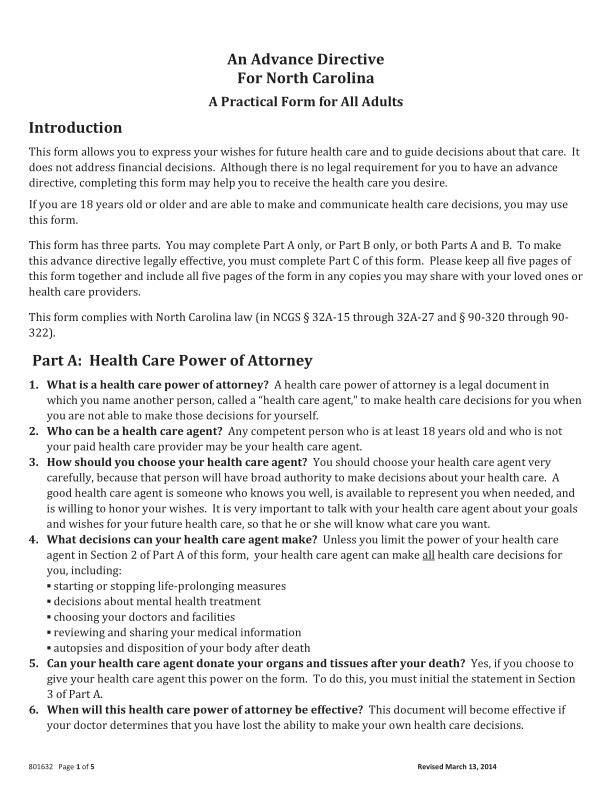 An Advance Directive
For North Carolina
A Practical Form for All Adults
Introduction
This form allows you to express your wishes for future health care and to guide decisions about that care.  It
does not address financial decisions.  Although there is no legal requirement for you to have an advance
directive, completing this form may help you to receive the health care you desire.
If you are 18 years old or older and are able to make and communicate health care decisions, you may use
this form.
This form has three parts.  You may complete Part A only, or Part B only, or both Parts A and B.  To make
this advance directive legally effective, you must complete Part C of this form.  Please keep all five pages of
this form together and include all five pages of the form in any copies you may share with your loved ones or
health care providers.
This form complies with North Carolina law (in NCGS § 32A-15 through 32A-27 and § 90-320 through 90-
322).
Part A:  Health Care Power of Attorney
1.  What is a health care power of attorney?  A health care power of attorney is a legal document in
which you name another person, called a “health care agent,” to make health care decisions for you when
you are not able to make those decisions for yourself.
2.  Who can be a health care agent?  Any competent person who is at least 18 years old and who is not
your paid health care provider may be your health care agent.
3.  How should you choose your health care agent?  You should choose your health care agent very
carefully, because that person will have broad authority to make decisions about your health care.  A
good health care agent is someone who knows you well, is available to represent you when needed, and
is willing to honor your wishes.  It is very important to talk with your health care agent about your goals
and wishes for your future health care, so that he or she will know what care you want.
4.  What decisions can your health care agent make?  Unless you limit the power of your health care
agent in Section 2 of Part A of this form,  your health care agent can make all health care decisions for
you, including:
▪ starting or stopping life-prolonging measures
▪ decisions about mental health treatment
▪ choosing your doctors and facilities
▪ reviewing and sharing your medical information
▪ autopsies and disposition of your body after death
5.  Can your health care agent donate your organs and tissues after your death?  Yes, if you choose to
give your health care agent this power on the form.  To do this, you must initial the statement in Section
3 of Part A.
6.  When will this health care power of attorney be effective?  This document will become effective if
your doctor determines that you have lost the ability to make your own health care decisions.
801632   Page 1 of 5   Revised March 13, 2014